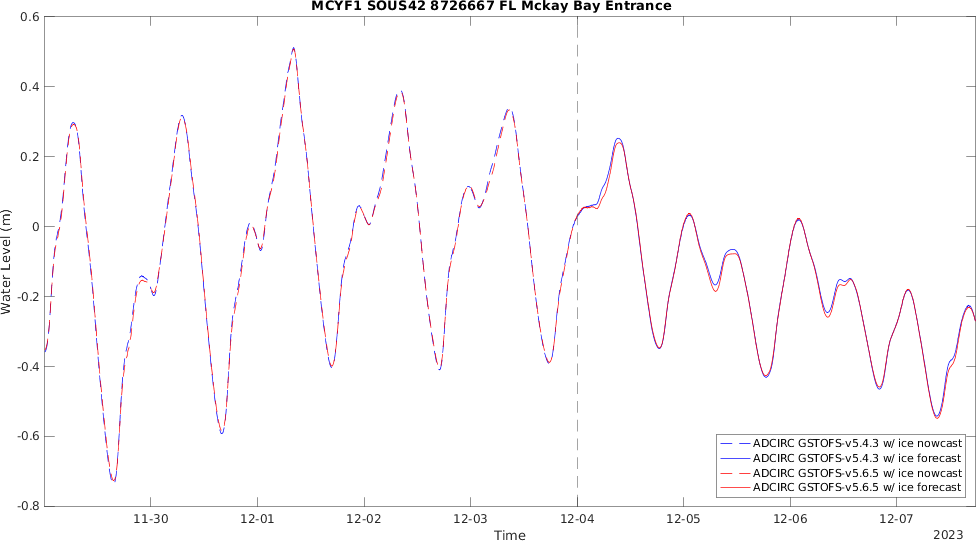 MCYF1 SOUS42 8726667 FL Mckay Bay Entrance
0.6
0.4
0.2
0
-0.2
-0.4
-0.6
-0.8
Water Level (m)
ADCIRC GSTOFS-v5.4.3 w/ ice nowcast
ADCIRC GSTOFS-v5.4.3 w/ ice forecast
ADCIRC GSTOFS-v5.6.5 w/ ice nowcast
ADCIRC GSTOFS-v5.6.5 w/ ice forecast
11-30 12-01 12-02 12-03 12-04 12-05 12-06 12-07
Time
2023